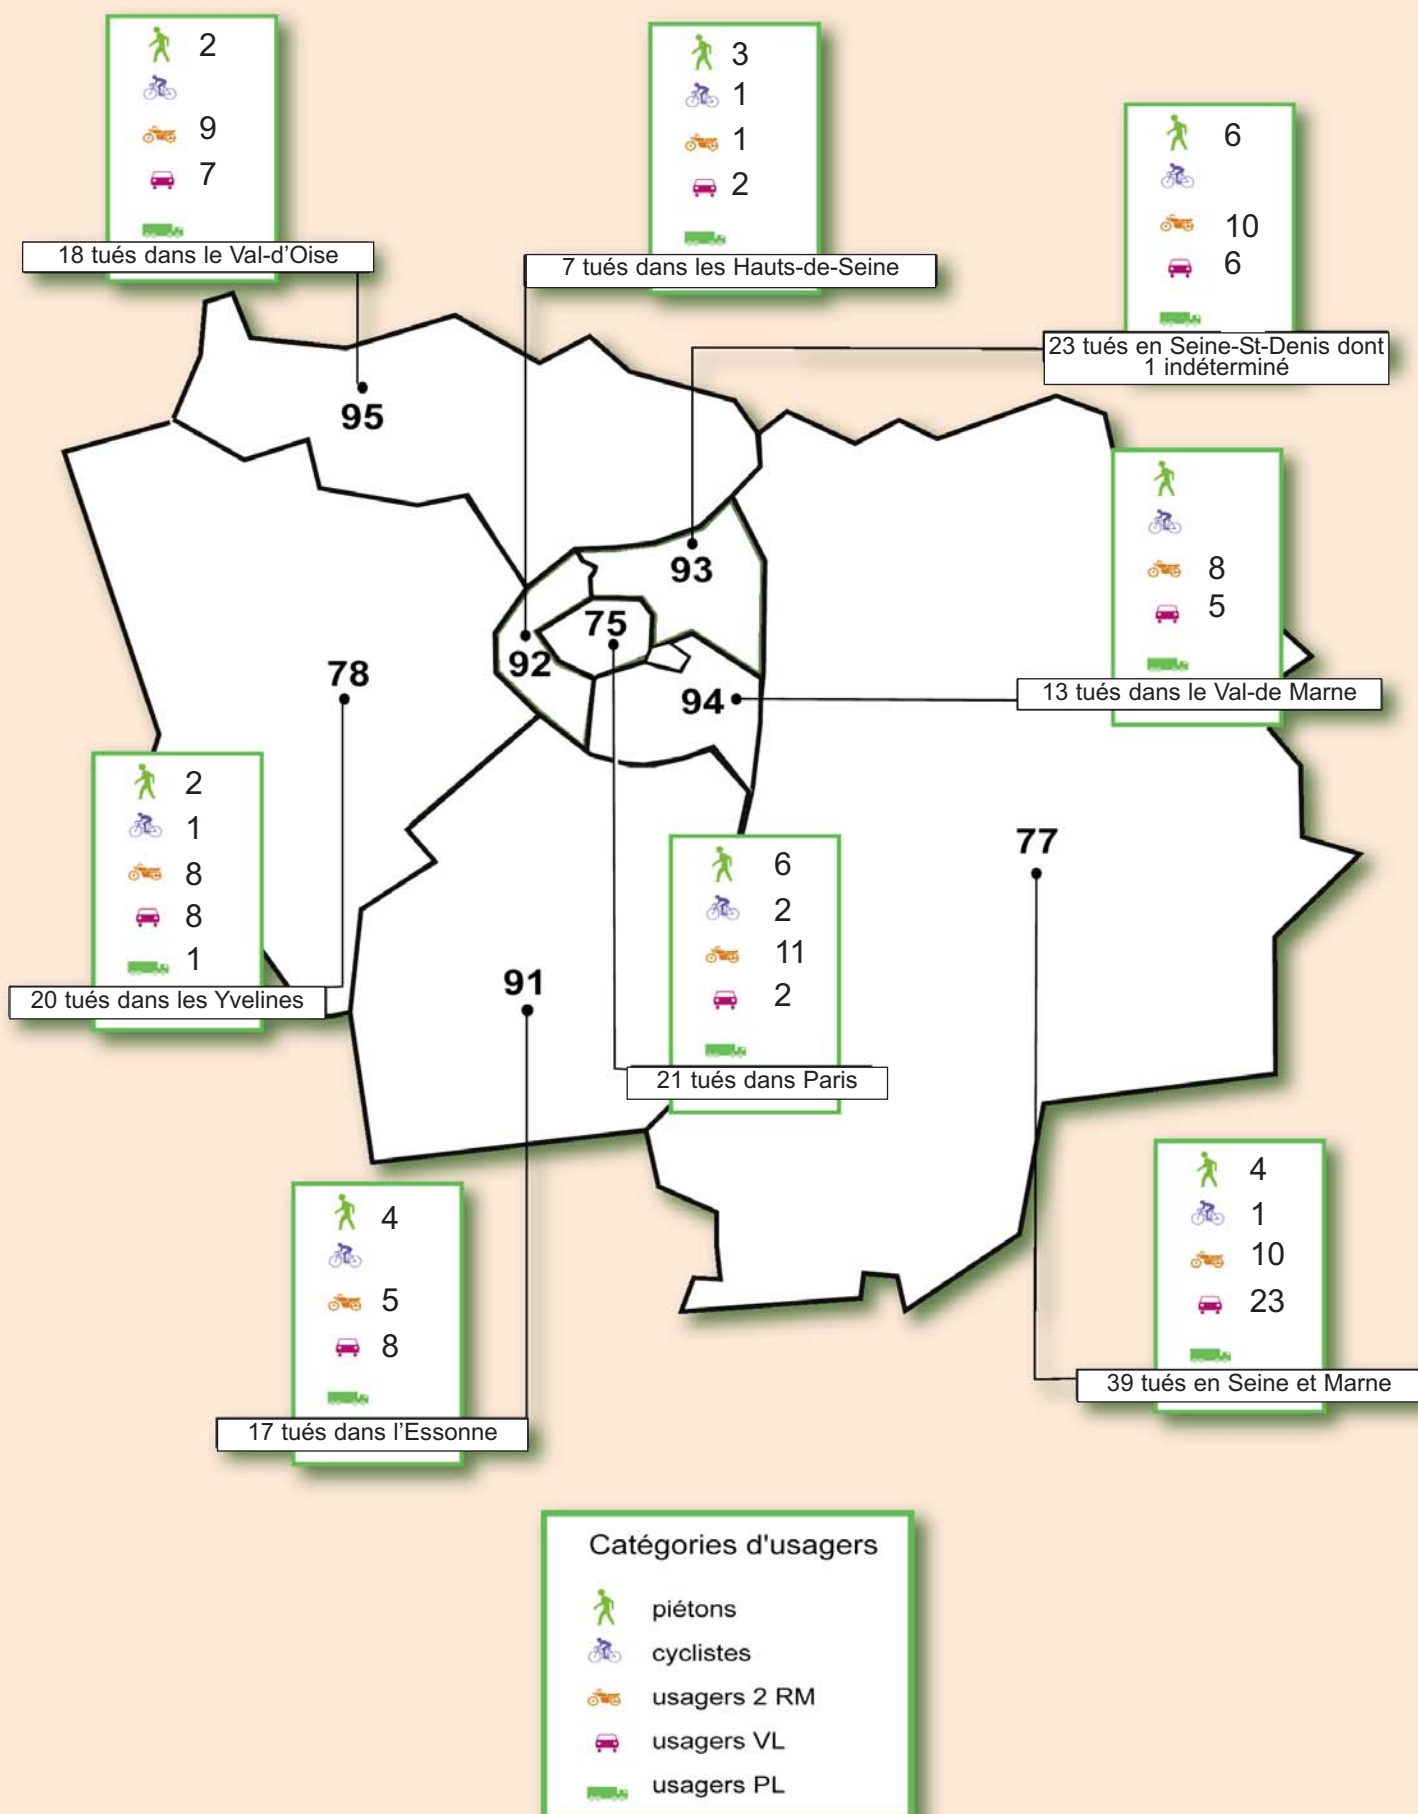 2
9
7
18 tués dans le Val-d'Oise
3
1
1
2
7 tués dans les Hauts-de-Seine
6
10
6
23 tués en Seine-St-Denis dont
1 indéterminé
95
93
75
92
78
94
8
5
13 tués dans le Val-de Marne
2
1
8
8
1
20 tués dans les Yvelines
6
2
11
2
21 tués dans Paris
77
91
4
5
8
17 tués dans l'Essonne
4
1
10
23
39 tués en Seine et Marne
Catégories d'usagers
piétons
cyclistes
usagers 2 RM
usagers VL
usagers PL